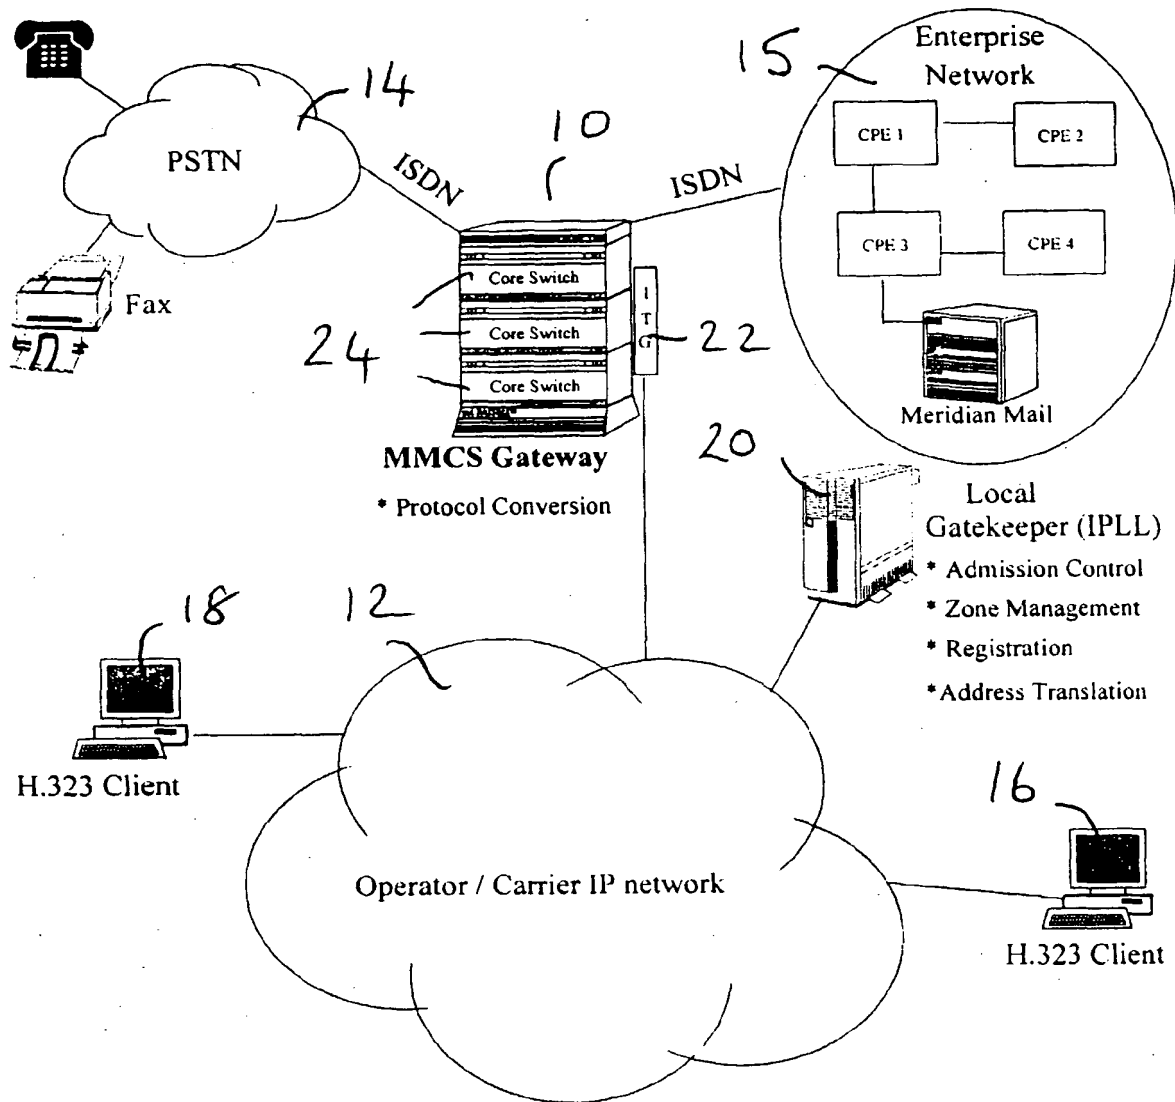 Enterprise
Network
15
14
10
PSTN
ISDN
ISDN
CPE 1
CPE 2
CPE 3
CPE 4
Fax
Core Switch
Core Switch
Core Switch
I
T
G
24
22
Meridian Mail
MMCS Gateway
* Protocol Conversion
20
Local
Gatekeeper (IPLL)
* Admission Control
* Zone Management
* Registration
*Address Translation
18
12
H.323 Client
16
Operator / Carrier IP network
H.323 Client